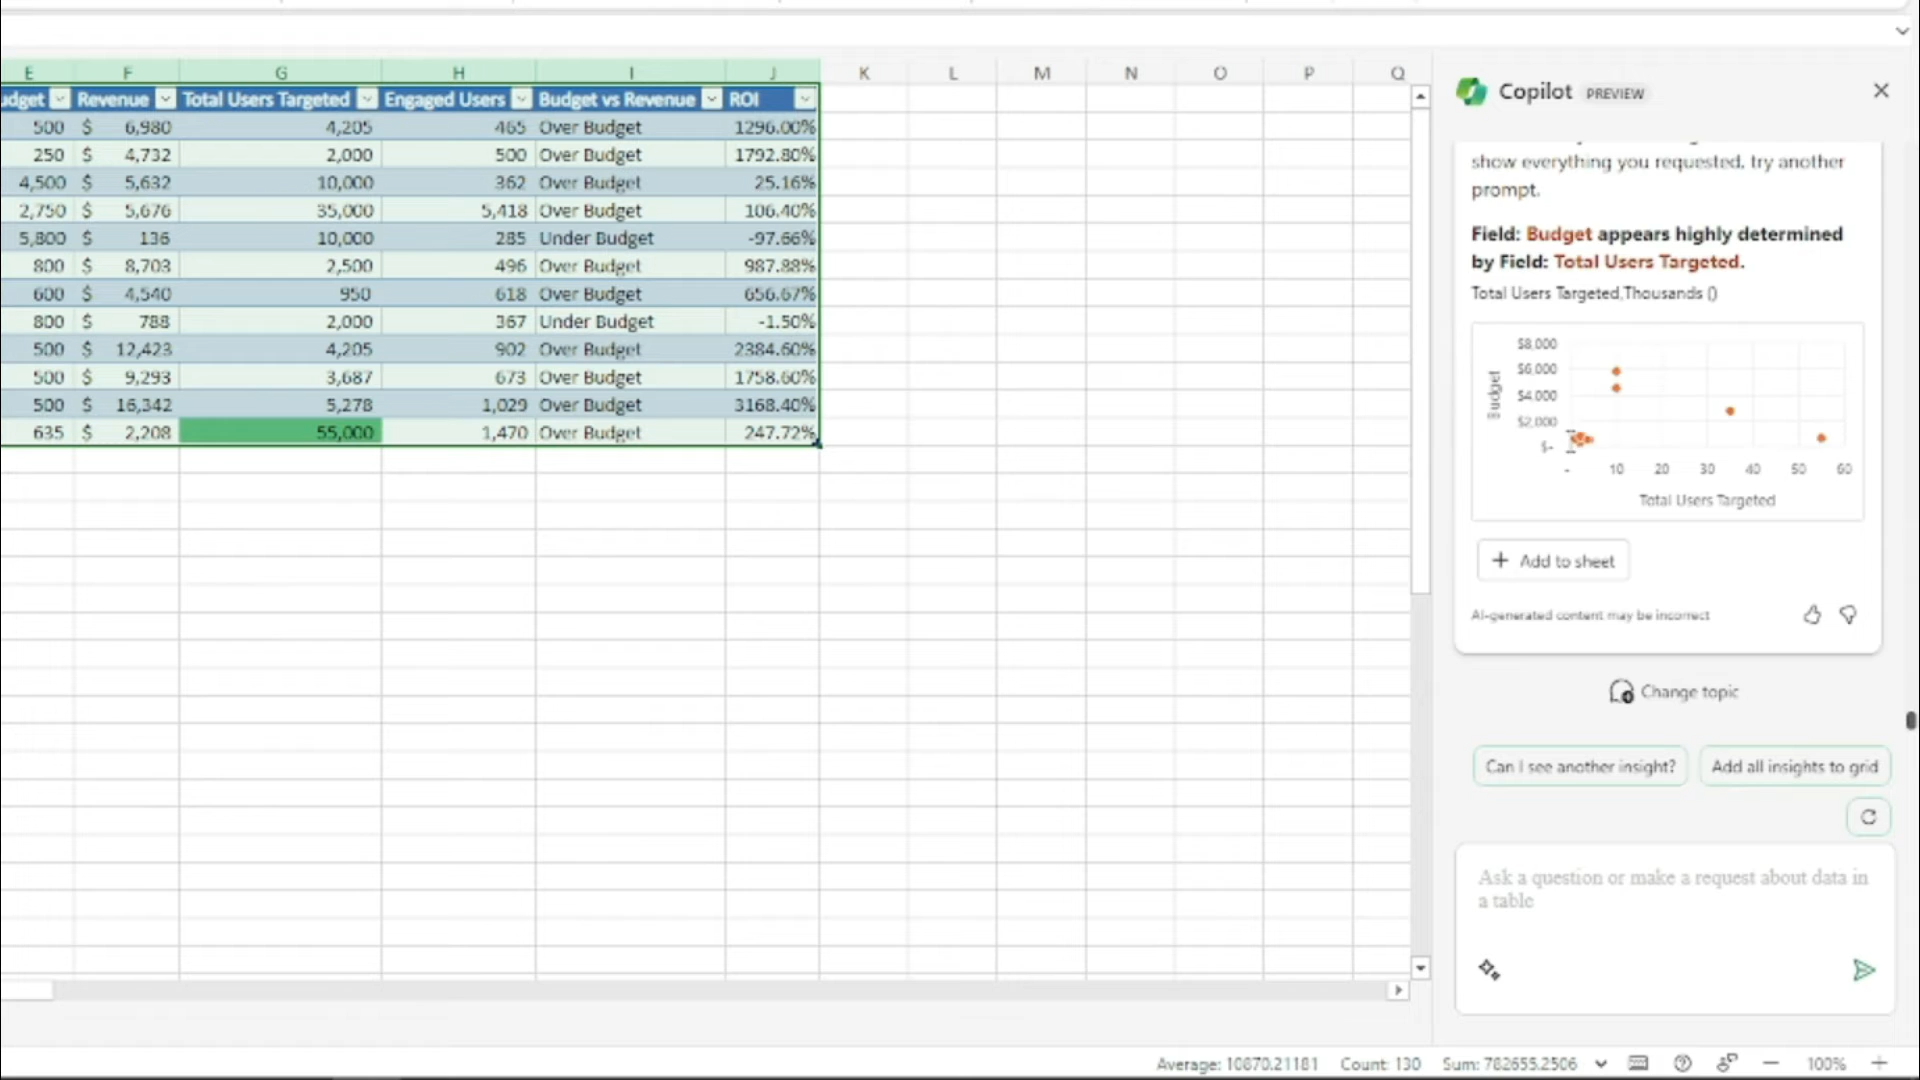 E F G H I J K L M N O P Q
udget Revenue Total Users Targeted Engaged Users Budget vs Revenue ROI
500 $ 6,980 4,205 465 Over Budget 1296.00%
250 $ 4,732 2,000 500 Over Budget 1792.80%
4,500 $ 5,632 10,000 362 Over Budget 25.16%
2,750 $ 5,676 35,000 5,418 Over Budget 106.40%
5,800 $ 136 10,000 285 Under Budget -97.66%
800 $ 8,703 2,500 496 Over Budget 987.88%
600 $ 4,540 950 618 Over Budget 656.67%
800 $ 788 2,000 367 Under Budget -1.50%
500 $ 12,423 4,205 902 Over Budget 2384.60%
500 $ 9,293 3,687 673 Over Budget 1758.60%
500 $ 16,342 5,278 1,029 Over Budget 3168.40%
635 $ 2,208 55,000 1,470 Over Budget 247.72%
Copilot PREVIEW
show everything you requested, try another
prompt.
Field: Budget appears highly determined
by Field: Total Users Targeted.
Total Users Targeted,Thousands ()
Budget
$8,000
$6,000
$4,000
$2,000
$-
- 10 20 30 40 50 60
Total Users Targeted
+ Add to sheet
AI-generated content may be incorrect
Change topic
Can I see another insight? Add all insights to grid
Ask a question or make a request about data in
a table
Average: 10870.21181 Count: 130 Sum: 782655.2506 100%